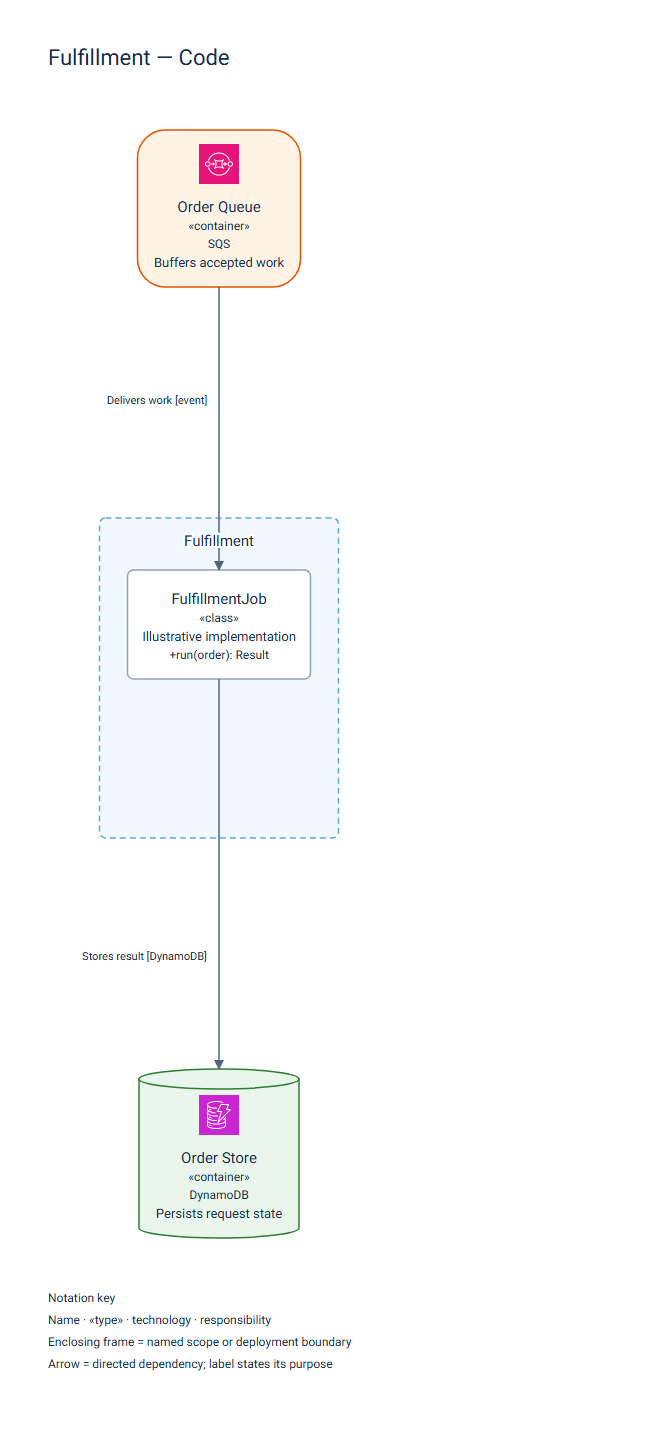 Fulfillment — Code
Order Queue
«container»
SQS
Buffers accepted work
Delivers work [event]
Fulfillment
FulfillmentJob
«class»
Illustrative implementation
+run(order): Result
Stores result [DynamoDB]
Order Store
«container»
DynamoDB
Persists request state
Notation key
Name · «type» · technology · responsibility
Enclosing frame = named scope or deployment boundary
Arrow = directed dependency; label states its purpose